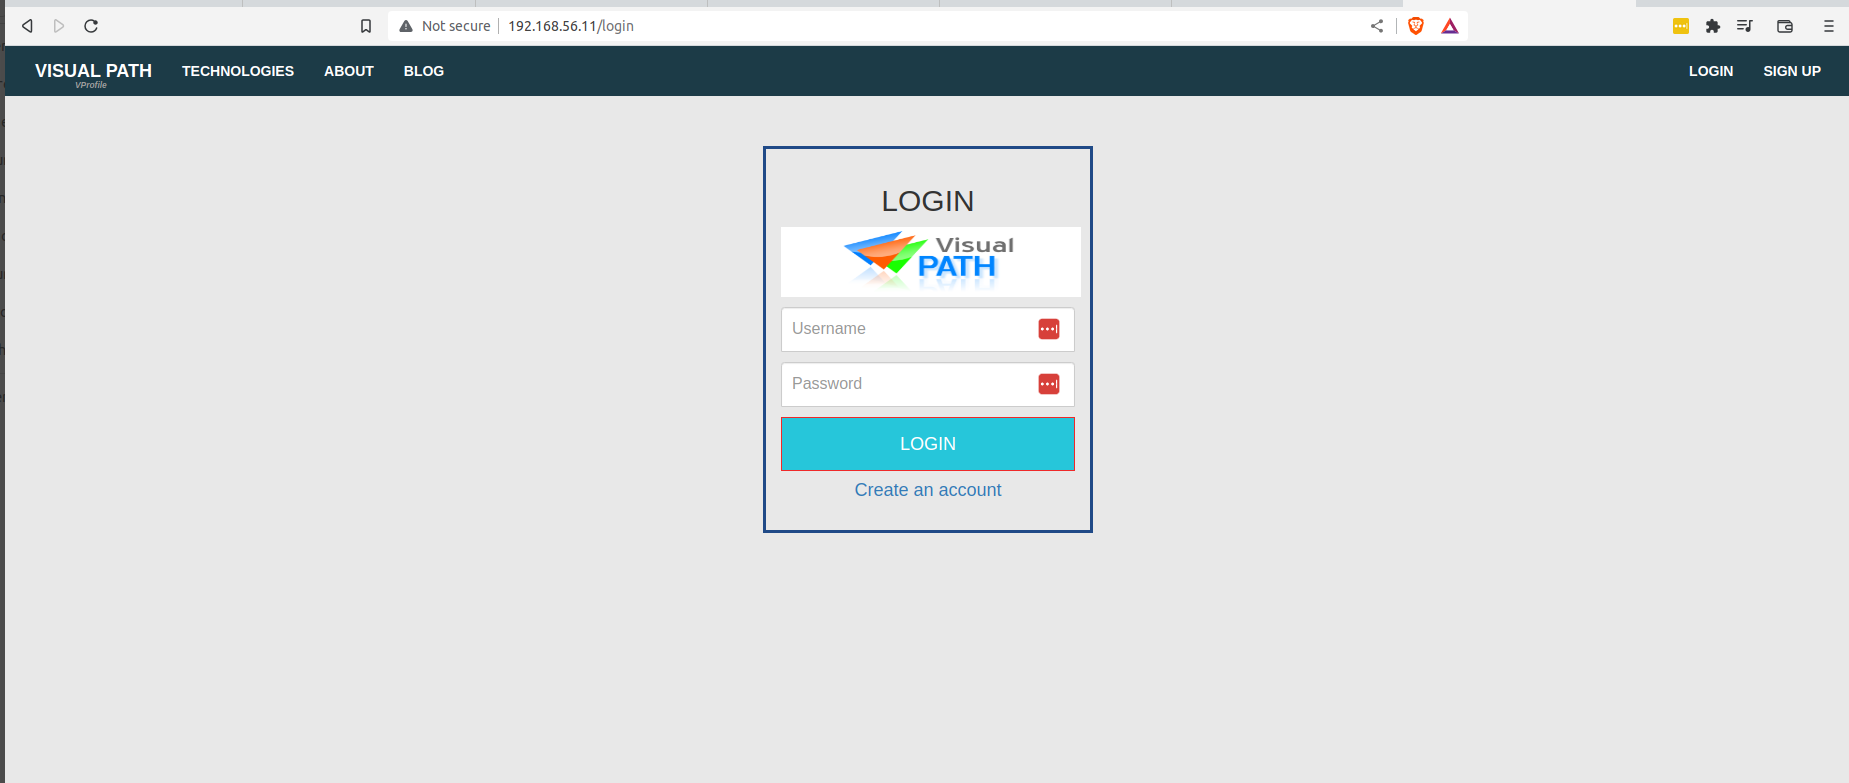 Not secure 192.168.56.11/login
VISUAL PATH TECHNOLOGIES ABOUT BLOG LOGIN SIGN UP
VProfile
LOGIN
Visual
PATH
Username
Password
LOGIN
Create an account